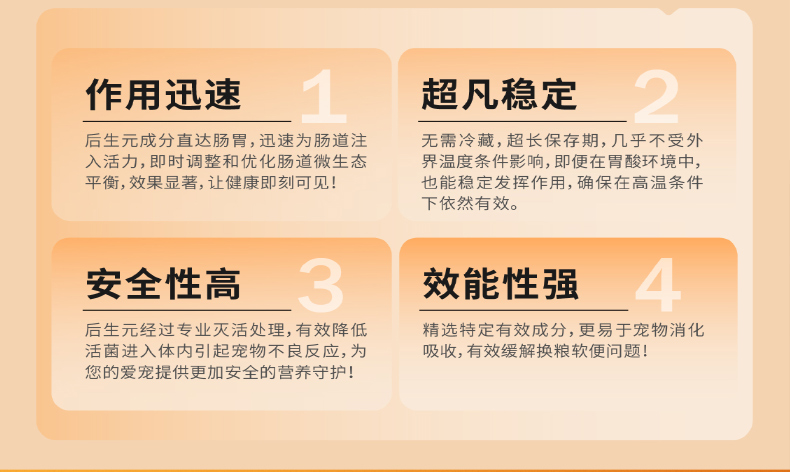 作用迅速 1
后生元成分直达肠胃,迅速为肠道注
入活力,即时调整和优化肠道微生态
平衡,效果显著,让健康即刻可见!
超凡稳定 2
无需冷藏,超长保存期,几乎不受外
界温度条件影响,即便在胃酸环境中,
也能稳定发挥作用,确保在高温条件
下依然有效。
安全性高 3
后生元经过专业灭活处理,有效降低
活菌进入体内引起宠物不良反应,为
您的爱宠提供更加安全的营养守护!
效能性强 4
精选特定有效成分,更易于宠物消化
吸收,有效缓解换粮软便问题!